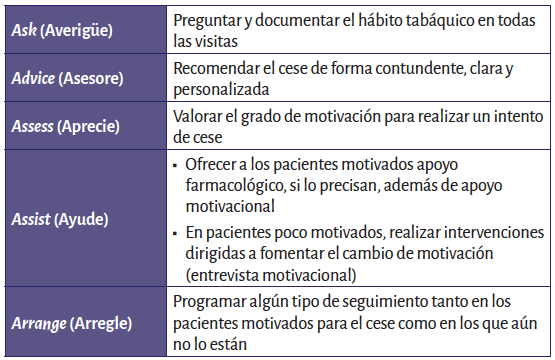 Ask (Averigüe)
Preguntar y documentar el hábito tabáquico en todas
las visitas
Advice (Asesore)
Recomendar el cese de forma contundente, clara y
personalizada
Assess (Aprecie)
Valorar el grado de motivación para realizar un intento
de cese
Assist (Ayude)
• Ofrecer a los pacientes motivados apoyo
farmacológico, si lo precisan, además de apoyo
motivacional
• En pacientes poco motivados, realizar intervenciones
dirigidas a fomentar el cambio de motivación
(entrevista motivacional)
Arrange (Arregle)
Programar algún tipo de seguimiento tanto en los
pacientes motivados para el cese como en los que aún
no lo están